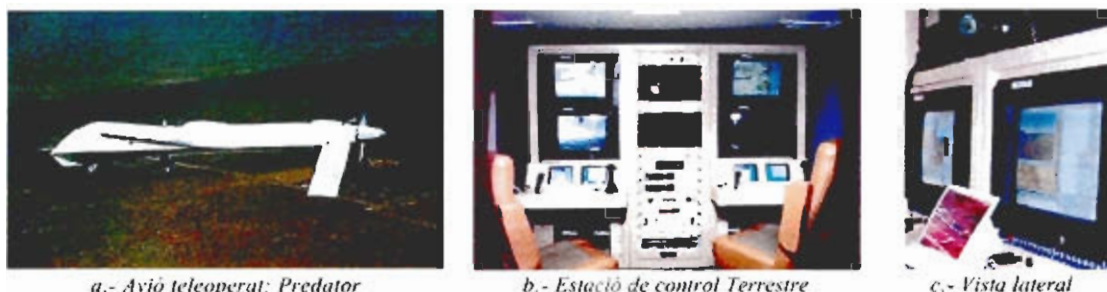 a.- Avió teleoperat: Predator
b.- Estació de control Terrestre
c.- Vista lateral